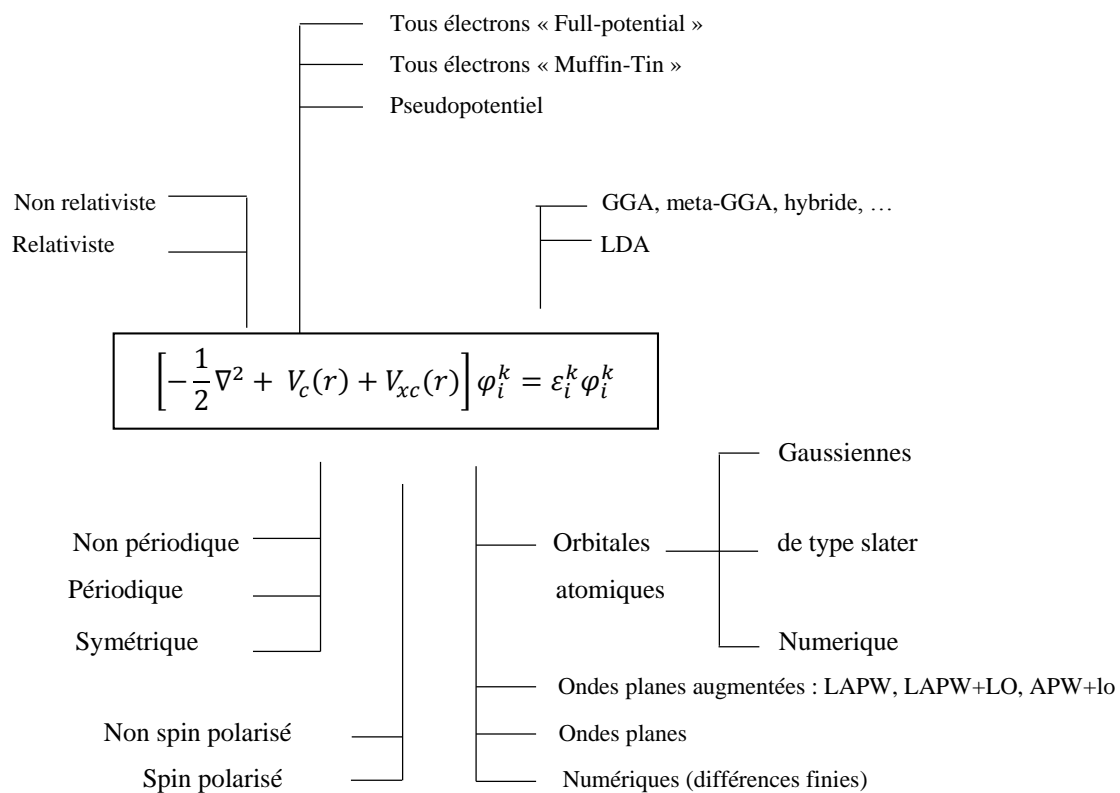 Tous électrons « Full-potential »
Tous électrons « Muffin-Tin »
Pseudopotentiel
Non relativiste
GGA, meta-GGA, hybride, …
Relativiste
LDA
[-1/2 ∇² + V_c(r) + V_xc(r)] φ_i^k = ε_i^k φ_i^k
Gaussiennes
Non périodique
Orbitales
de type slater
Périodique
atomiques
Symétrique
Numerique
Ondes planes augmentées : LAPW, LAPW+LO, APW+lo
Non spin polarisé
Ondes planes
Spin polarisé
Numériques (différences finies)